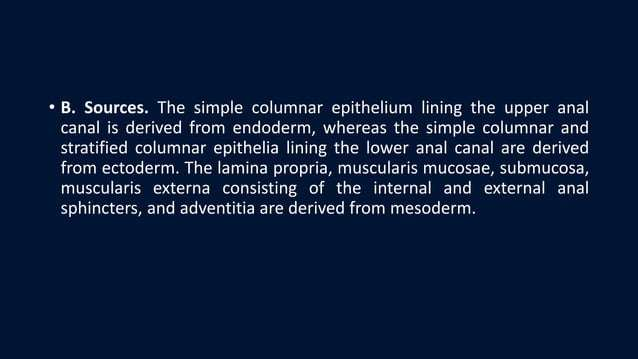 • B. Sources. The simple columnar epithelium lining the upper anal
canal is derived from endoderm, whereas the simple columnar and
stratified columnar epithelia lining the lower anal canal are derived
from ectoderm. The lamina propria, muscularis mucosae, submucosa,
muscularis externa consisting of the internal and external anal
sphincters, and adventitia are derived from mesoderm.